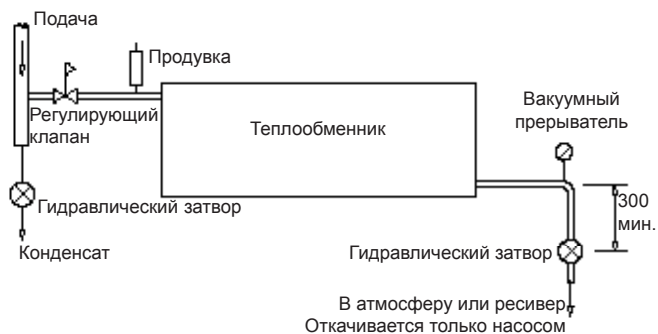 Подача
Продувка
Регулирующий
клапан
Теплообменник
Вакуумный
прерыватель
Гидравлический затвор
Конденсат
300
мин.
Гидравлический затвор
В атмосферу или ресивер
Откачивается только насосом